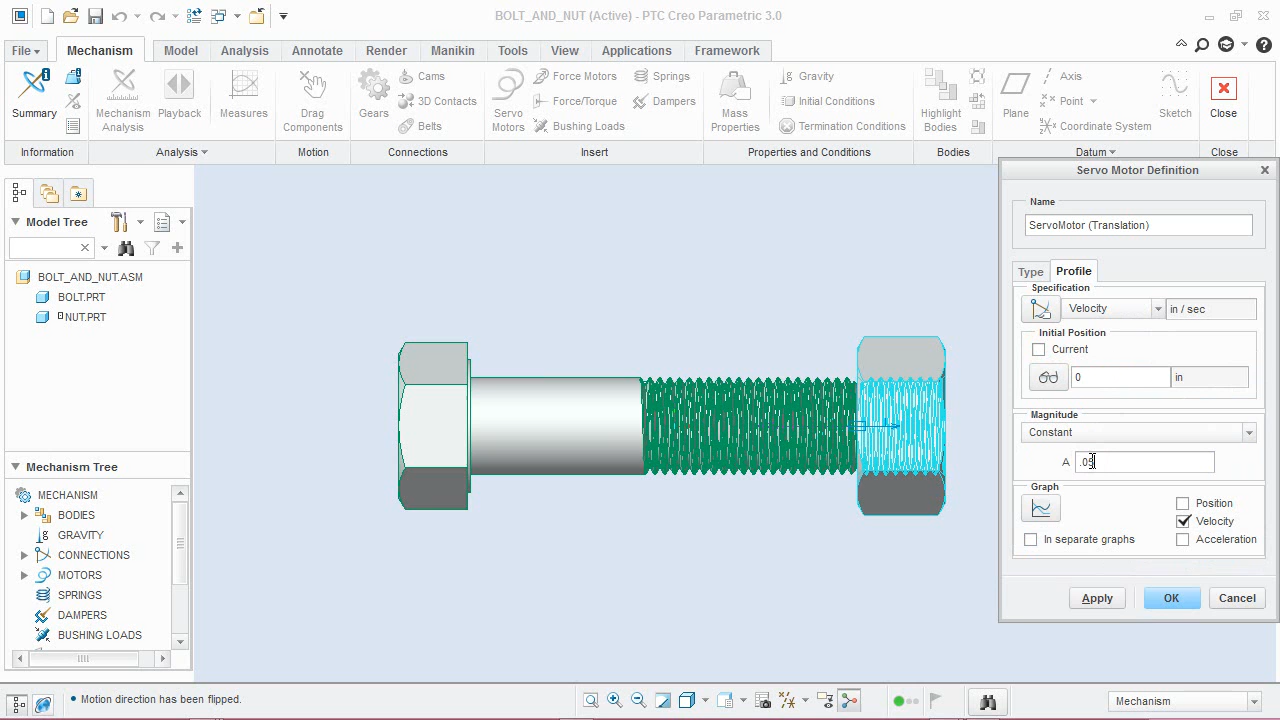 BOLT_AND_NUT (Active) - PTC Creo Parametric 3.0
File Mechanism Model Analysis Annotate Render Manikin Tools View Applications Framework
Summary
Mechanism Analysis
Playback
Measures
Drag Components
Gears
Cams
3D Contacts
Belts
Servo Motors
Force Motors
Force/Torque
Bushing Loads
Springs
Dampers
Mass Properties
Gravity
Initial Conditions
Termination Conditions
Highlight Bodies
Plane
Axis
Point
Coordinate System
Sketch
Close
Information Analysis Motion Connections Insert Properties and Conditions Bodies Datum Close
Model Tree
BOLT_AND_NUT.ASM
BOLT.PRT
NUT.PRT
Mechanism Tree
MECHANISM
BODIES
GRAVITY
CONNECTIONS
MOTORS
SPRINGS
DAMPERS
BUSHING LOADS
Servo Motor Definition
Name
ServoMotor (Translation)
Type Profile
Specification
Velocity in / sec
Initial Position
Current
0 in
Magnitude
Constant
A
Graph
Position
Velocity
In separate graphs Acceleration
Apply OK Cancel
Motion direction has been flipped.
Mechanism